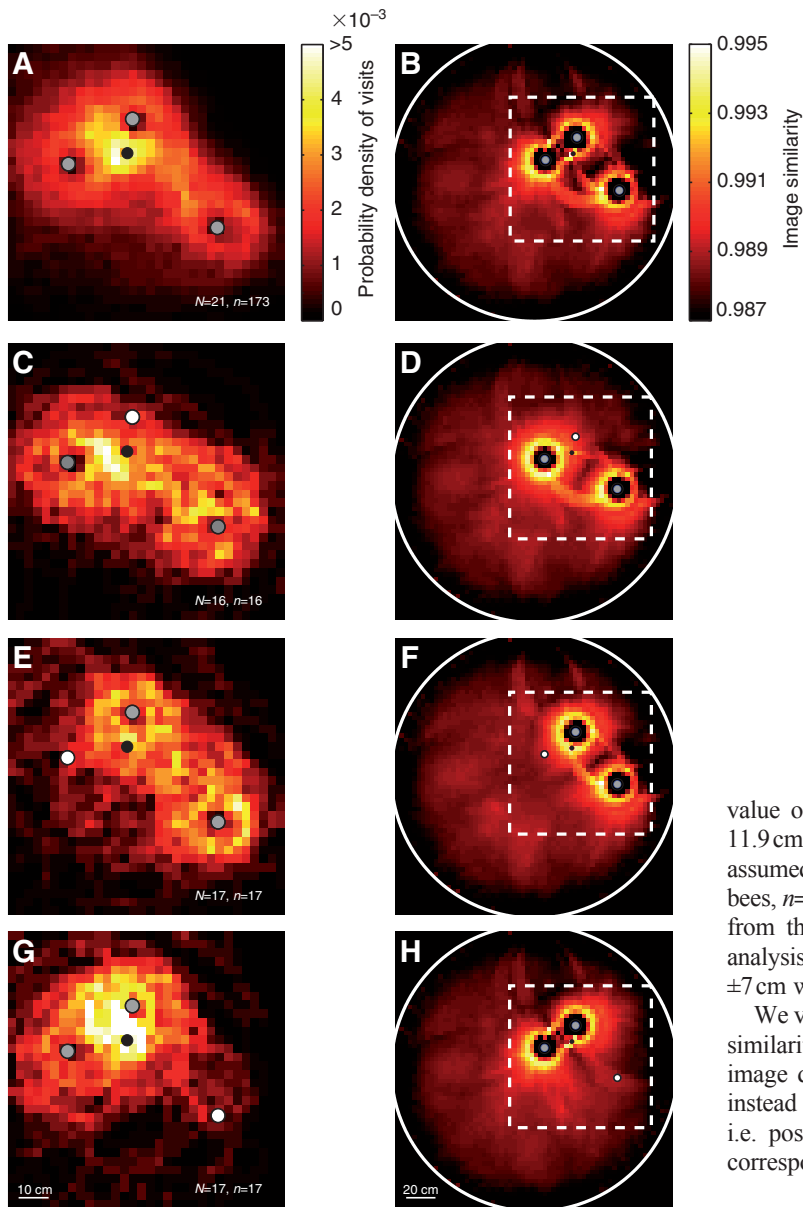 ×10⁻³
A
>5
4
3
2
1
0
Probability density of visits
N=21, n=173
B
0.995
0.993
0.991
0.989
0.987
Image similarity
C
N=16, n=16
D
E
N=17, n=17
F
G
10 cm
N=17, n=17
H
20 cm
value o
11.9 cm
assumed
bees, n=
from th
analysis
±7 cm w
We v
similarit
image d
instead
i.e. pos
corresp